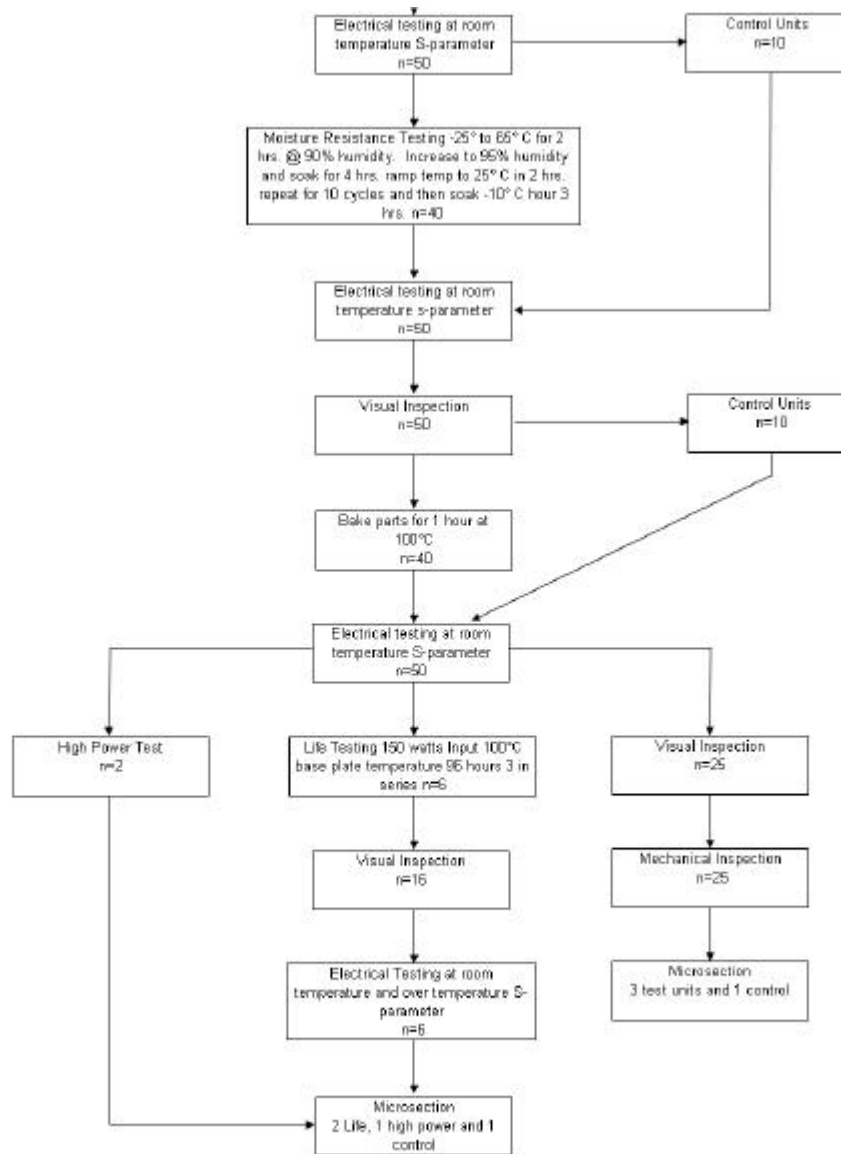 Electrical testing at room
temperature S-parameter
n=50
Control Units
n=10
Moisture Resistance Testing -25° to 65° C for 2
hrs. @ 90% humidity. Increase to 95% humidity
and soak for 4 hrs. ramp temp to 25° C in 2 hrs.
repeat for 10 cycles and then soak -10° C hour 3
hrs. n=40
Electrical testing at room
temperature s-parameter
n=50
Visual Inspection
n=50
Control Units
n=10
Bake parts for 1 hour at
100°C
n=40
Electrical testing at room
temperature S-parameter
n=50
High Power Test
n=2
Life Testing 150 watts Input 100°C
base plate temperature 96 hours 3 in
series n=6
Visual Inspection
n=25
Visual Inspection
n=16
Mechanical Inspection
n=25
Electrical Testing at room
temperature and over temperature S-
parameter
n=6
Microsection
3 test units and 1 control
Microsection
2 Life, 1 high power and 1
control